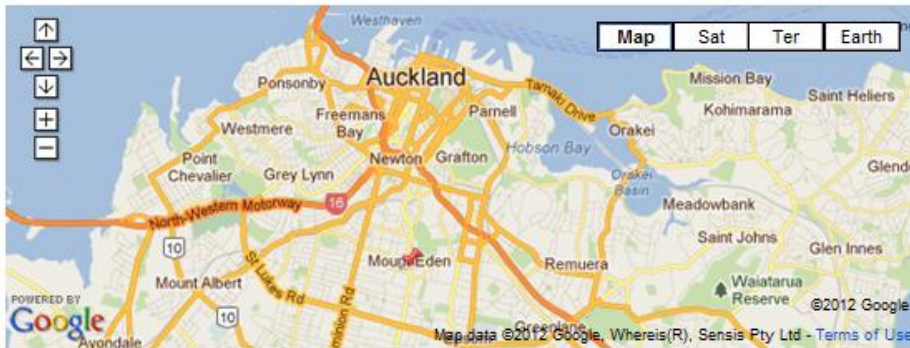 Westhaven
Map Sat Ter Earth
Auckland
Ponsonby
Mission Bay
Tamaki Drive
Saint Heliers
Parnell
Kohimarama
Freemans
Bay
Westmere
Orakei
Hobson Bay
Point
Chevalier
Newton
Grafton
Grey Lynn
Orakei
Basin
16
Meadowbank
North-Western Motorway
10
Saint Johns
Glen Innes
Remuera
St Lukes Rd
Mount Albert
10
Waiatarua
Reserve
POWERED BY
Google
©2012 Google
Map data ©2012 Google, Whereis(R), Sensis Pty Ltd - Terms of Use
Avondale